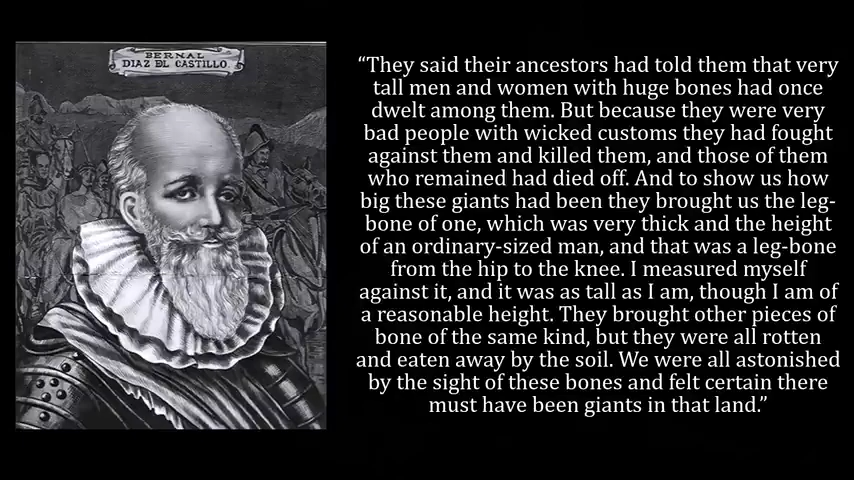 BERNAL
DIAZ DEL CASTILLO.
“They said their ancestors had told them that very
tall men and women with huge bones had once
dwelt among them. But because they were very
bad people with wicked customs they had fought
against them and killed them, and those of them
who remained had died off. And to show us how
big these giants had been they brought us the leg-
bone of one, which was very thick and the height
of an ordinary-sized man, and that was a leg-bone
from the hip to the knee. I measured myself
against it, and it was as tall as I am, though I am of
a reasonable height. They brought other pieces of
bone of the same kind, but they were all rotten
and eaten away by the soil. We were all astonished
by the sight of these bones and felt certain there
must have been giants in that land.”